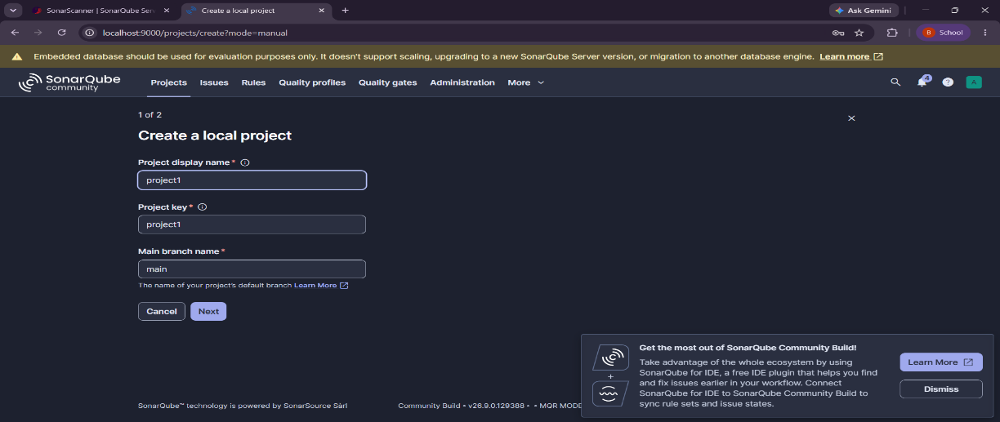 SonarScanner | SonarQube Serv
Create a local project
Ask Gemini
localhost:9000/projects/create?mode=manual
B School
Embedded database should be used for evaluation purposes only. It doesn't support scaling, upgrading to a new SonarQube Server version, or migration to another database engine. Learn more
SonarQube
community
Projects Issues Rules Quality profiles Quality gates Administration More
4
?
A
1 of 2
Create a local project
Project display name *
project1
Project key *
project1
Main branch name *
main
The name of your project's default branch Learn More
Cancel Next
Get the most out of SonarQube Community Build!
Take advantage of the whole ecosystem by using
SonarQube for IDE, a free IDE plugin that helps you find
and fix issues earlier in your workflow. Connect
SonarQube for IDE to SonarQube Community Build to
sync rule sets and issue states.
Learn More
Dismiss
SonarQube™ technology is powered by SonarSource Sàrl
Community Build • v26.9.0.129388 • • MQR MODE